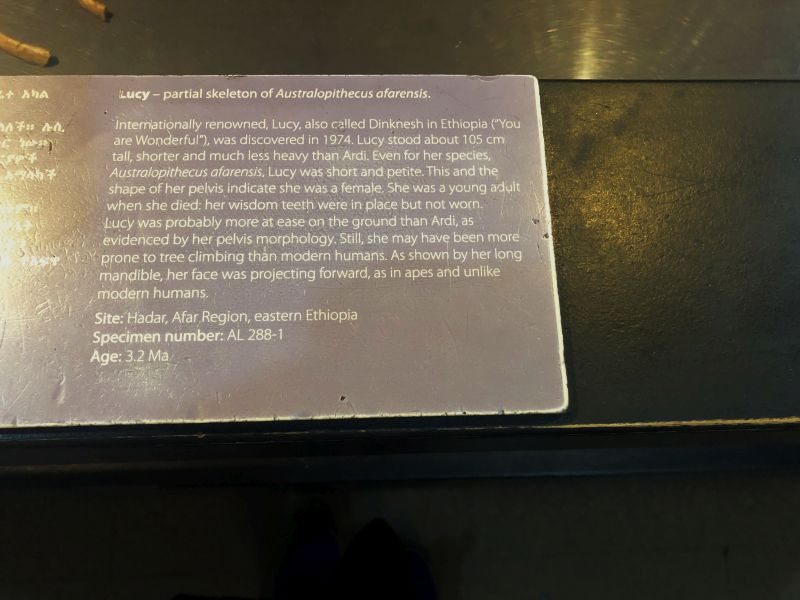 ተ አካል
Lucy – partial skeleton of Australopithecus afarensis.
Internationally renowned, Lucy, also called Dinknesh in Ethiopia (“You
are Wonderful”), was discovered in 1974. Lucy stood about 105 cm
tall, shorter and much less heavy than Ardi. Even for her species,
Australopithecus afarensis, Lucy was short and petite. This and the
shape of her pelvis indicate she was a female. She was a young adult
when she died: her wisdom teeth were in place but not worn.
Lucy was probably more at ease on the ground than Ardi, as
evidenced by her pelvis morphology. Still, she may have been more
prone to tree climbing than modern humans. As shown by her long
mandible, her face was projecting forward, as in apes and unlike
modern humans.
Site: Hadar, Afar Region, eastern Ethiopia
Specimen number: AL 288-1
Age: 3.2 Ma